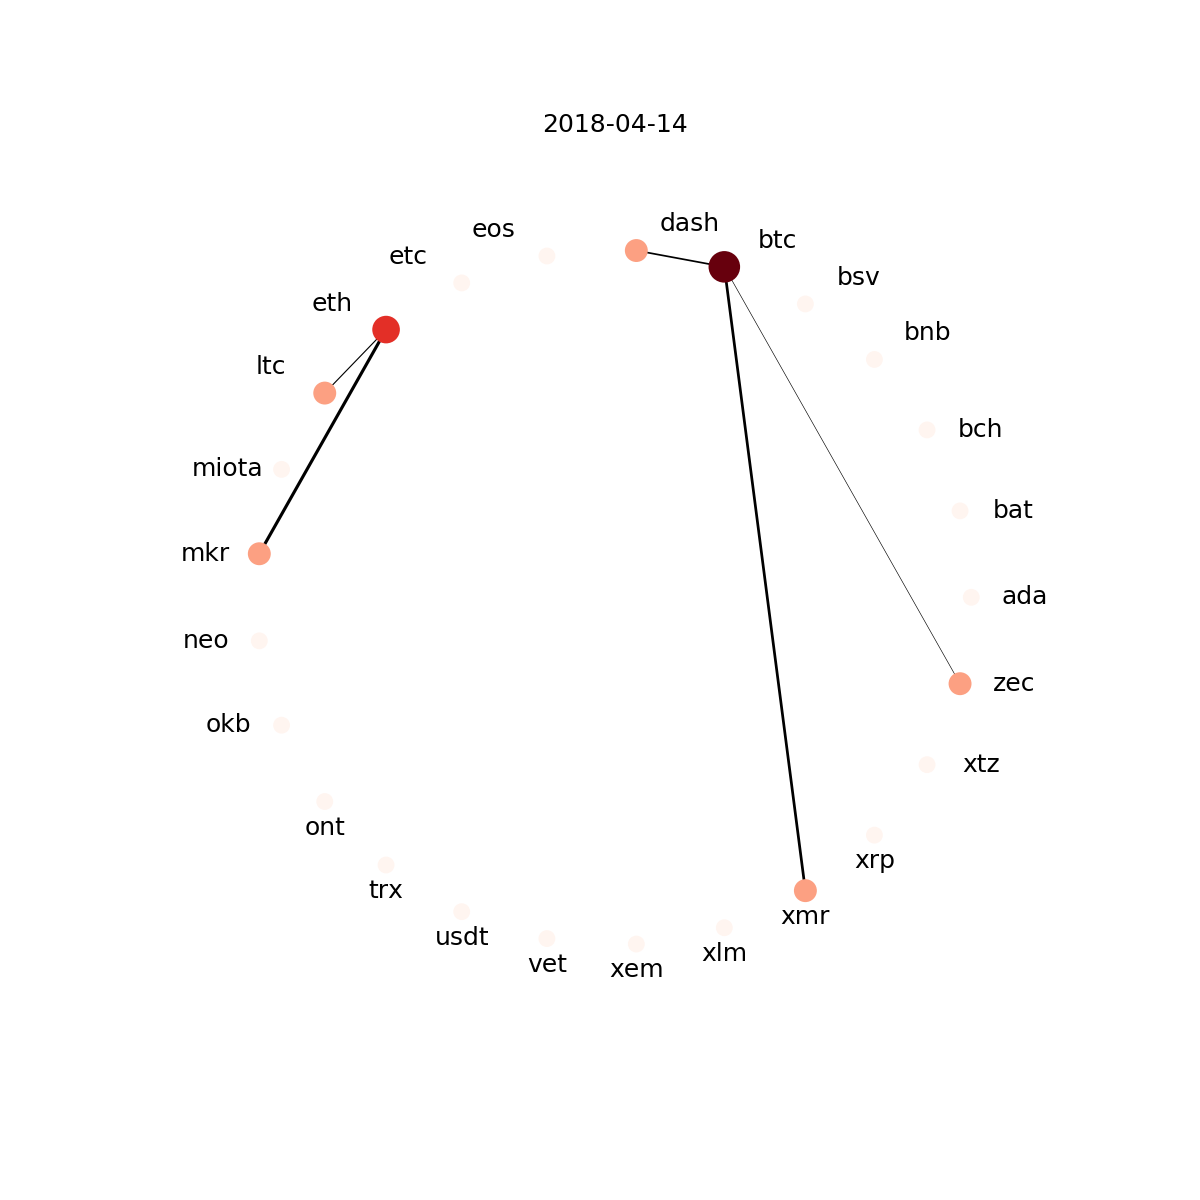 2018-04-14
dash
btc
eos
etc
bsv
eth
bnb
ltc
bch
miota
bat
mkr
ada
neo
zec
okb
xtz
ont
xrp
trx
xmr
usdt
xlm
vet
xem